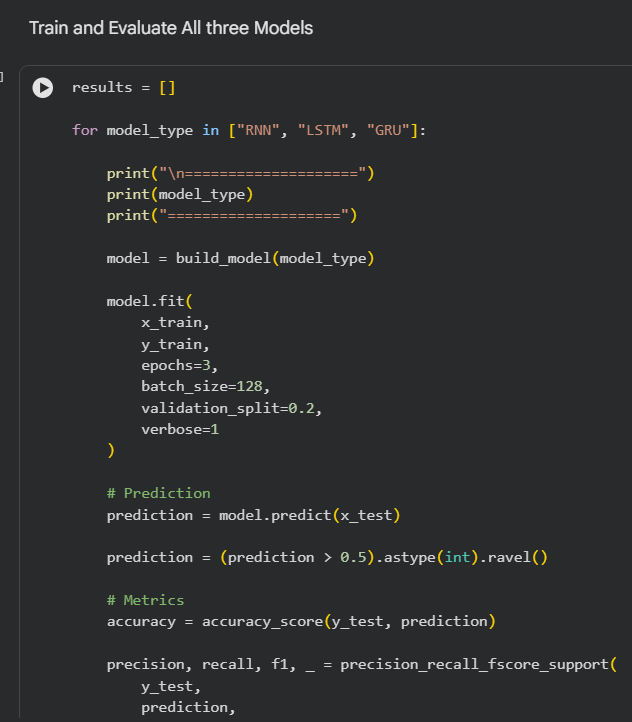 Train and Evaluate All three Models
]
results = []
for model_type in ["RNN", "LSTM", "GRU"]:
print("\n====================")
print(model_type)
print("====================")
model = build_model(model_type)
model.fit(
x_train,
y_train,
epochs=3,
batch_size=128,
validation_split=0.2,
verbose=1
)
# Prediction
prediction = model.predict(x_test)
prediction = (prediction > 0.5).astype(int).ravel()
# Metrics
accuracy = accuracy_score(y_test, prediction)
precision, recall, f1, _ = precision_recall_fscore_support(
y_test,
prediction,